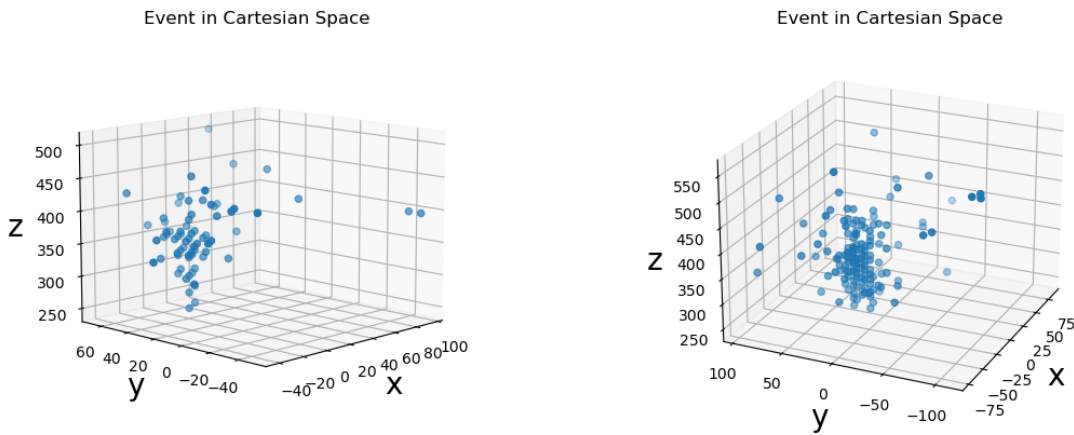 Event in Cartesian Space
500
450
400
350
300
250
z
60 40 20 0 −20 −40
y
−40 −20 0 20 40 60 80 100
x
Event in Cartesian Space
550
500
450
400
350
300
250
z
100 50 0 −50 −100
y
−75 −50 −25 0 25 50 75
x